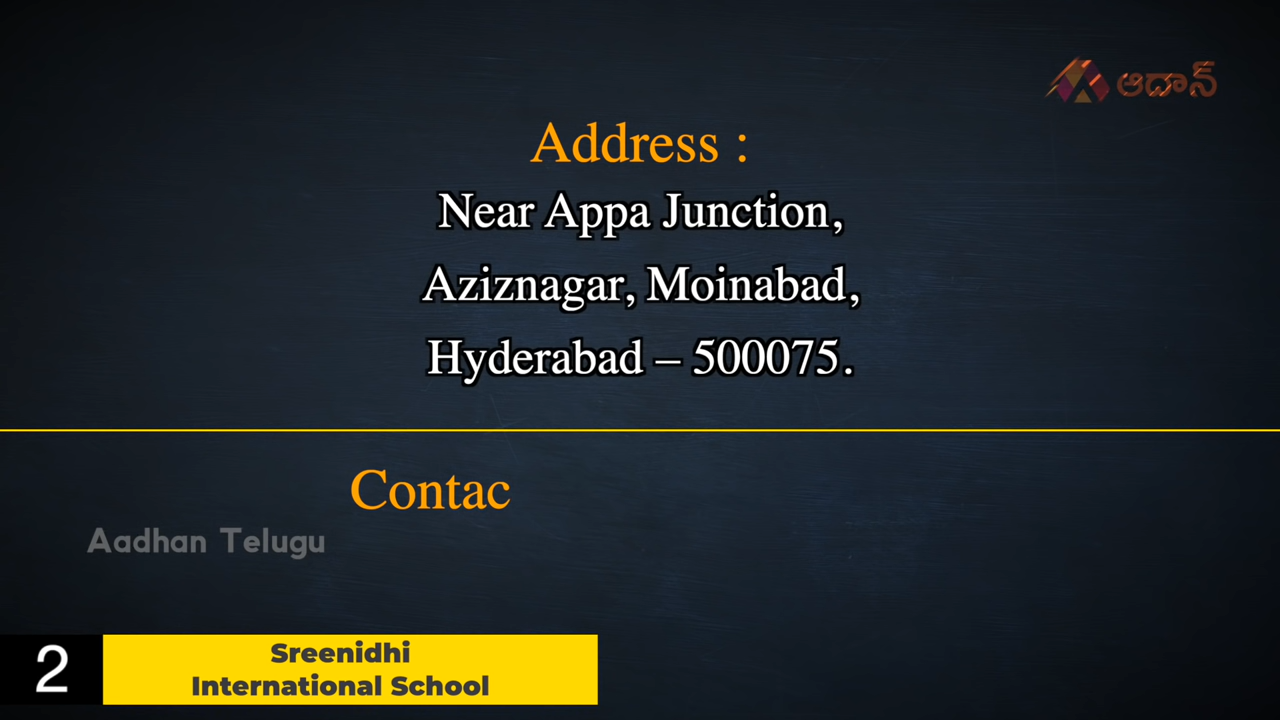 ఆదాన్
Address :
Near Appa Junction,
Aziznagar, Moinabad,
Hyderabad – 500075.
Contac
Aadhan Telugu
2
Sreenidhi
International School